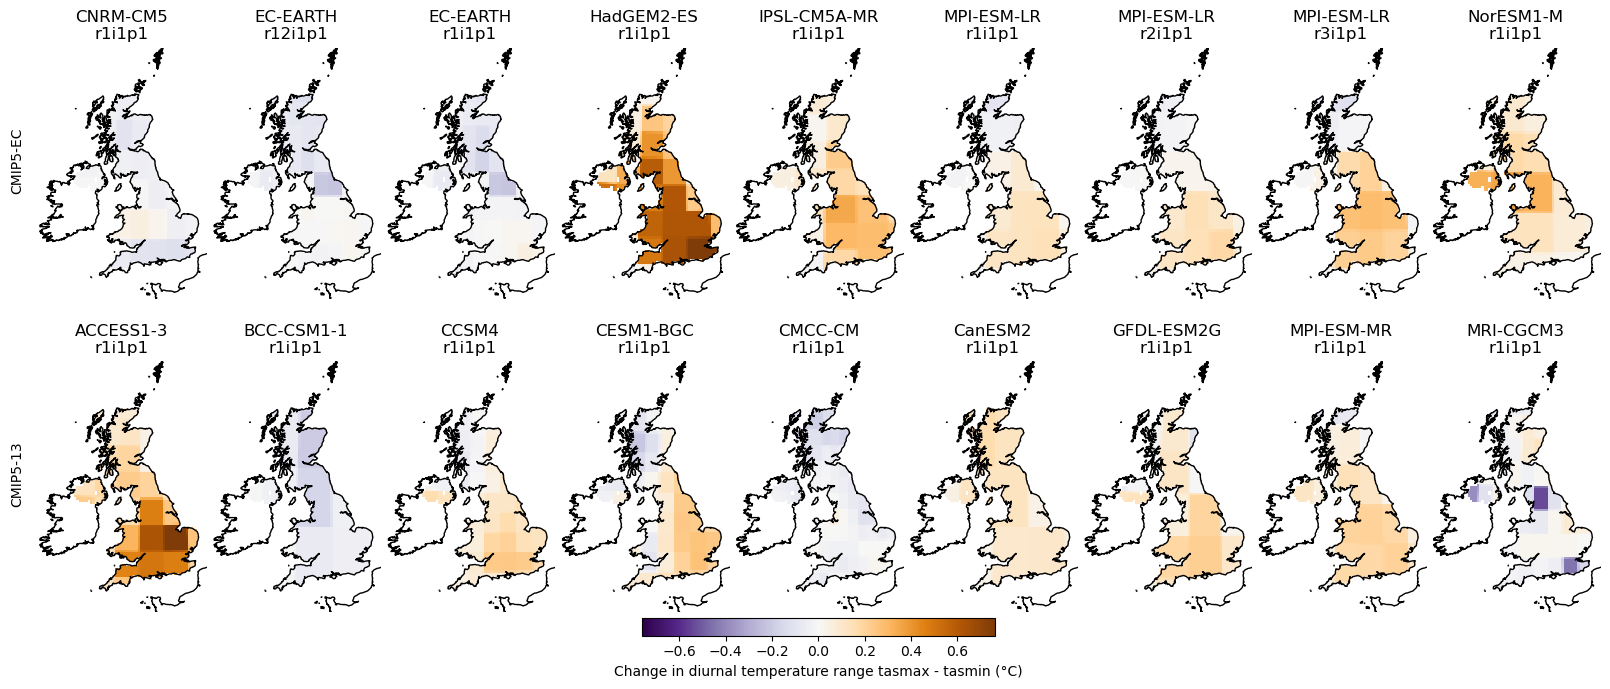 CNRM-CM5 EC-EARTH EC-EARTH HadGEM2-ES IPSL-CM5A-MR MPI-ESM-LR MPI-ESM-LR MPI-ESM-LR NorESM1-M
r1i1p1 r12i1p1 r1i1p1 r1i1p1 r1i1p1 r1i1p1 r2i1p1 r3i1p1 r1i1p1
CMIP5-EC
ACCESS1-3 BCC-CSM1-1 CCSM4 CESM1-BGC CMCC-CM CanESM2 GFDL-ESM2G MPI-ESM-MR MRI-CGCM3
r1i1p1 r1i1p1 r1i1p1 r1i1p1 r1i1p1 r1i1p1 r1i1p1 r1i1p1 r1i1p1
CMIP5-13
−0.6 −0.4 −0.2 0.0 0.2 0.4 0.6
Change in diurnal temperature range tasmax - tasmin (°C)